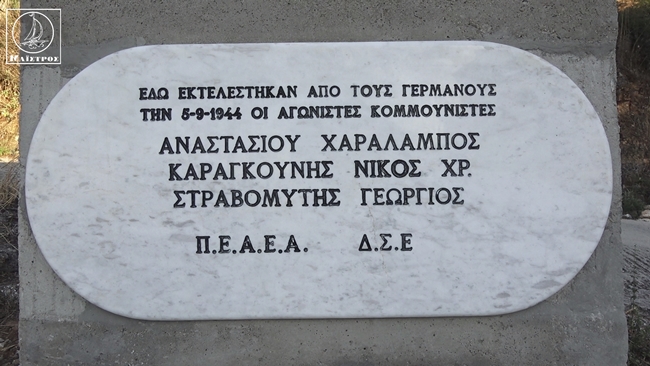 ΜΑΪΣΤΡΟΣ
ΕΔΩ ΕΚΤΕΛΕΣΤΗΚΑΝ ΑΠΟ ΤΟΥΣ ΓΕΡΜΑΝΟΥΣ
ΤΗΝ 5-9-1944 ΟΙ ΑΓΩΝΙΣΤΕΣ ΚΟΜΜΟΥΝΙΣΤΕΣ
ΑΝΑΣΤΑΣΙΟΥ ΧΑΡΑΛΑΜΠΟΣ
ΚΑΡΑΓΚΟΥΝΗΣ ΝΙΚΟΣ ΧΡ.
ΣΤΡΑΒΟΜΥΤΗΣ ΓΕΩΡΓΙΟΣ
Π.Ε.Α.Ε.Α. Δ.Σ.Ε